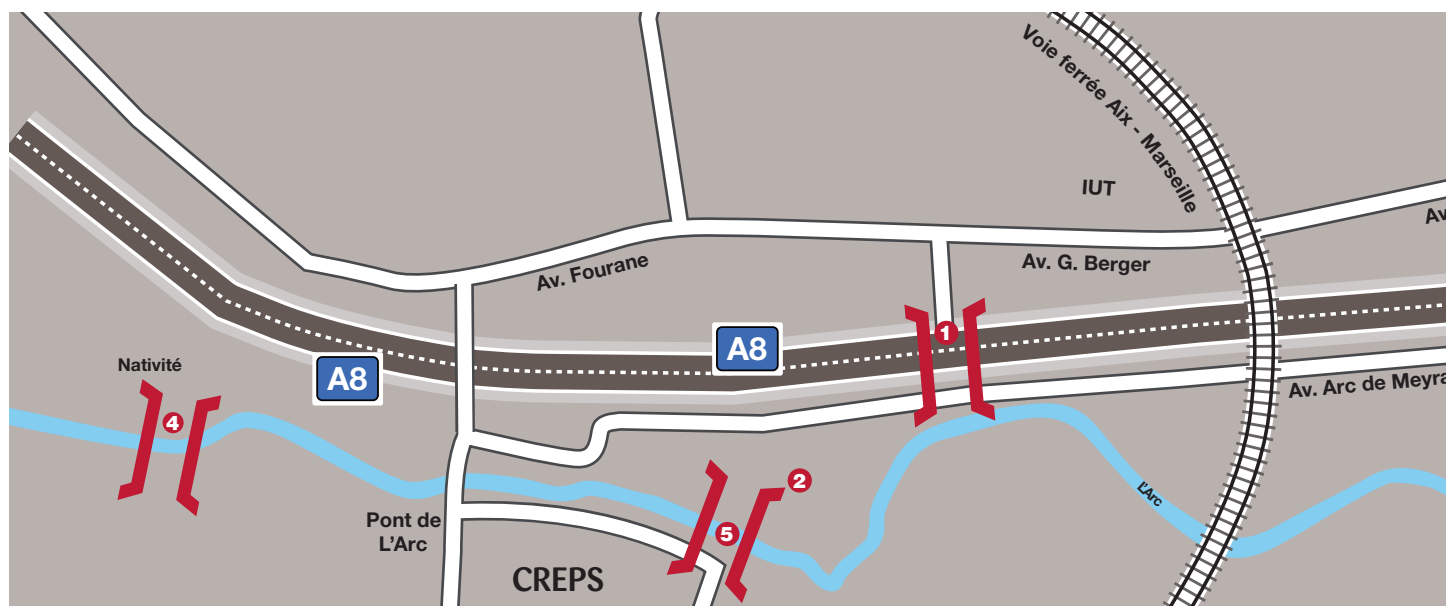 Voie ferrée Aix - Marseille
IUT
Av
Av. Fourane
Av. G. Berger
1
A8
Nativité
A8
Av. Arc de Meyra
4
2
L'Arc
Pont de
L'Arc
5
CREPS